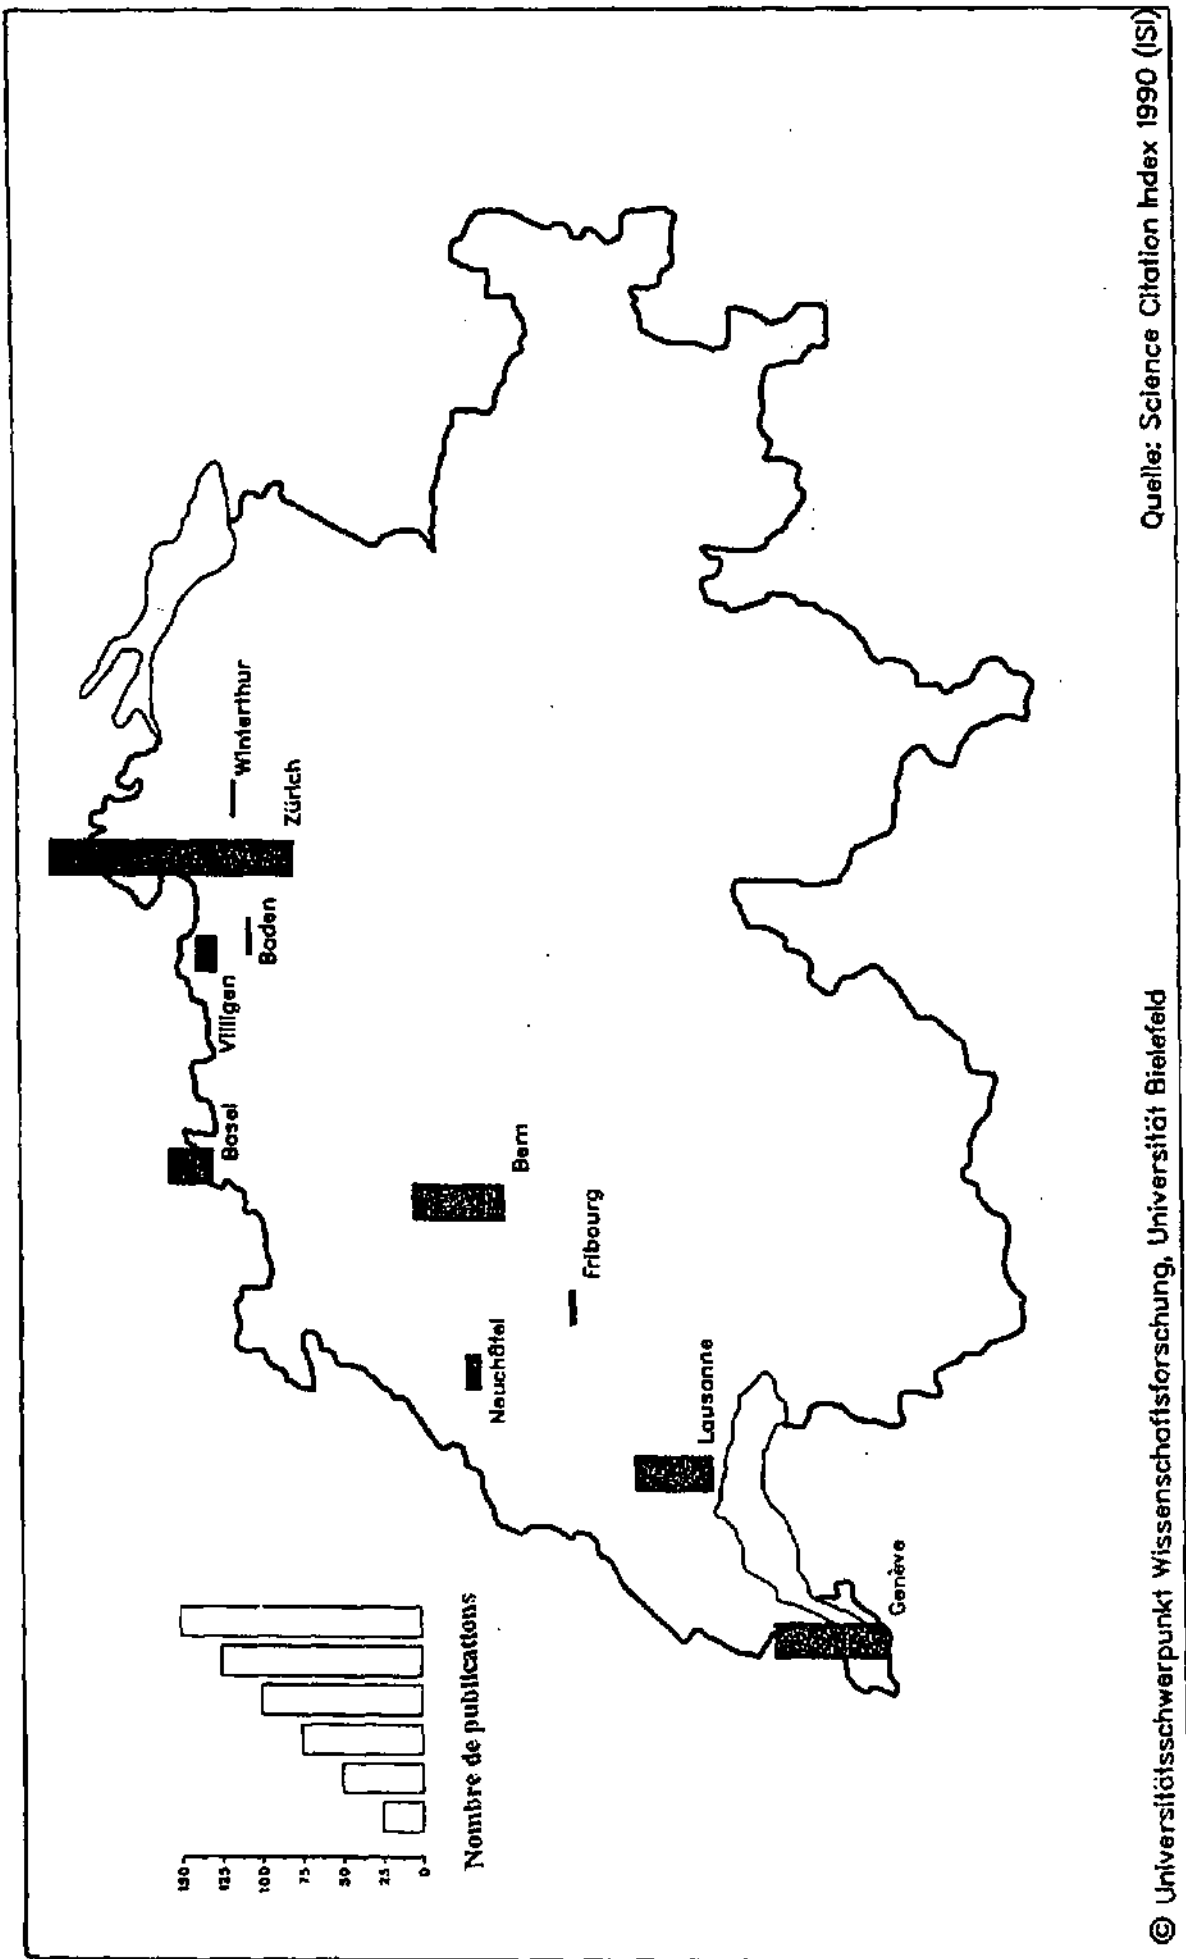 150
125
100
75
50
25
0
Nombre de publications
Basel
Villigen
Baden
Zürich
Winterthur
Bern
Neuchâtel
Fribourg
Lausanne
Genève
© Universitätsschwerpunkt Wissenschaftsforschung, Universität Bielefeld
Quelle: Science Citation Index 1990 (ISI)